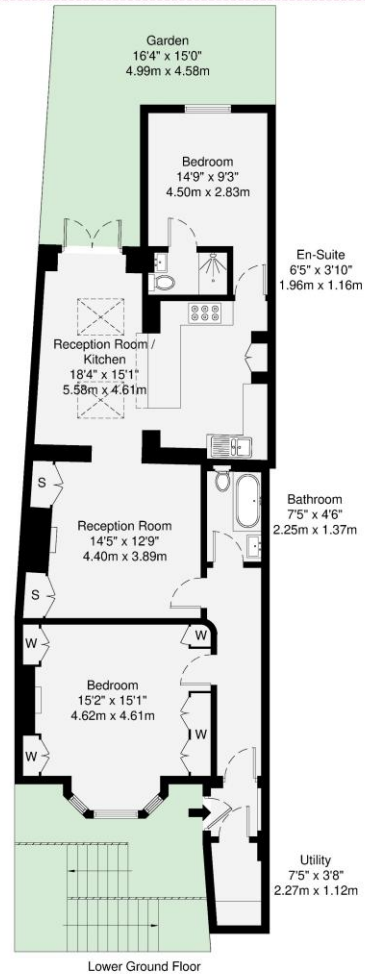 Garden
16'4" x 15'0"
4.99m x 4.58m
Bedroom
14'9" x 9'3"
4.50m x 2.83m
En-Suite
6'5" x 3'10"
1.96m x 1.16m
Reception Room /
Kitchen
18'4" x 15'1"
5.58m x 4.61m
S
Bathroom
7'5" x 4'6"
2.25m x 1.37m
Reception Room
14'5" x 12'9"
4.40m x 3.89m
S
W
W
Bedroom
15'2" x 15'1"
4.62m x 4.61m
W
W
Utility
7'5" x 3'8"
2.27m x 1.12m
Lower Ground Floor